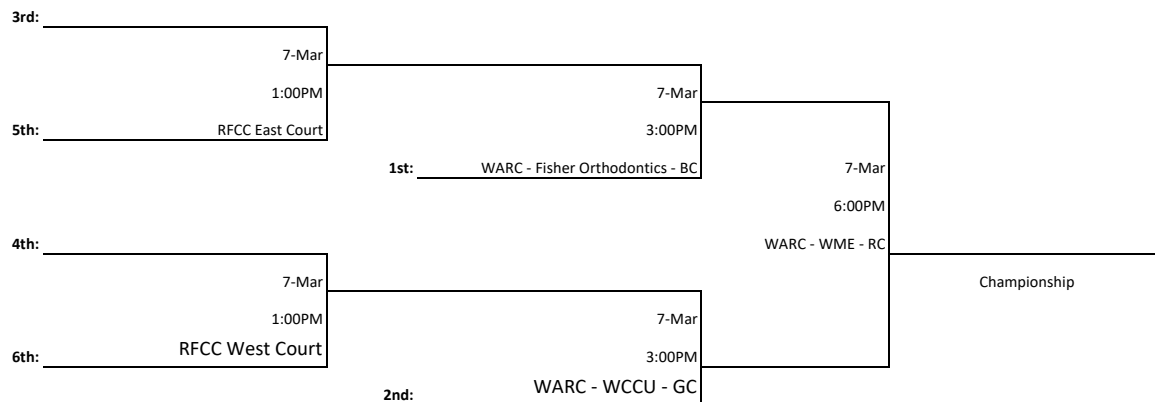 3rd:
7-Mar
1:00PM
5th: RFCC East Court
7-Mar
3:00PM
1st: WARC - Fisher Orthodontics - BC
7-Mar
6:00PM
WARC - WME - RC
4th:
7-Mar
1:00PM
6th: RFCC West Court
Championship
7-Mar
3:00PM
2nd: WARC - WCCU - GC